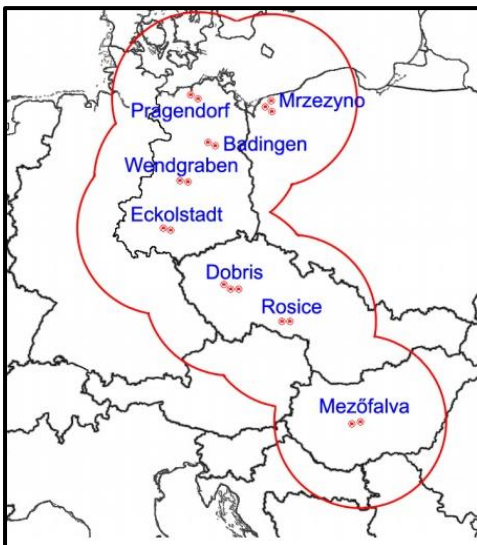 Mrzezyno
Pragendorf
Badingen
Wendgraben
Eckolstadt
Dobris
Rosice
Mezőfalva